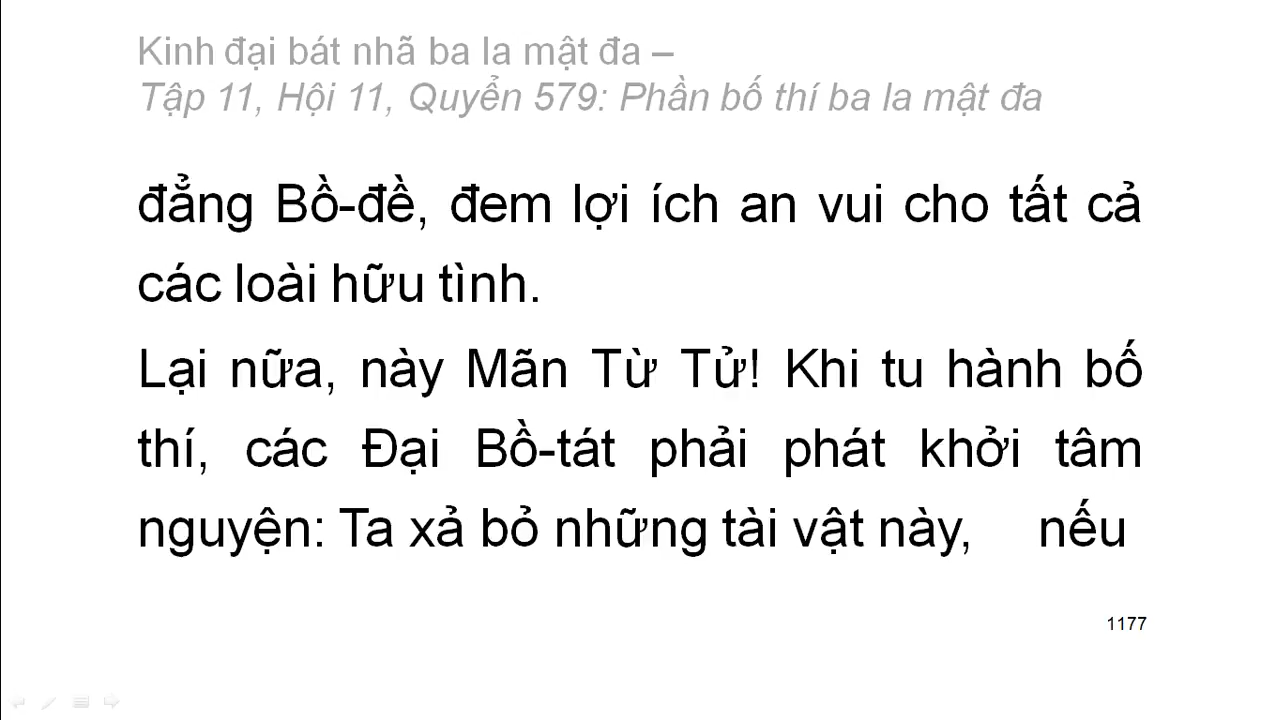 Kinh đại bát nhã ba la mật đa –
Tập 11, Hội 11, Quyển 579: Phần bố thí ba la mật đa
đẳng Bồ-đề, đem lợi ích an vui cho tất cả
các loài hữu tình.
Lại nữa, này Mãn Từ Tử! Khi tu hành bố
thí, các Đại Bồ-tát phải phát khởi tâm
nguyện: Ta xả bỏ những tài vật này, nếu
1177